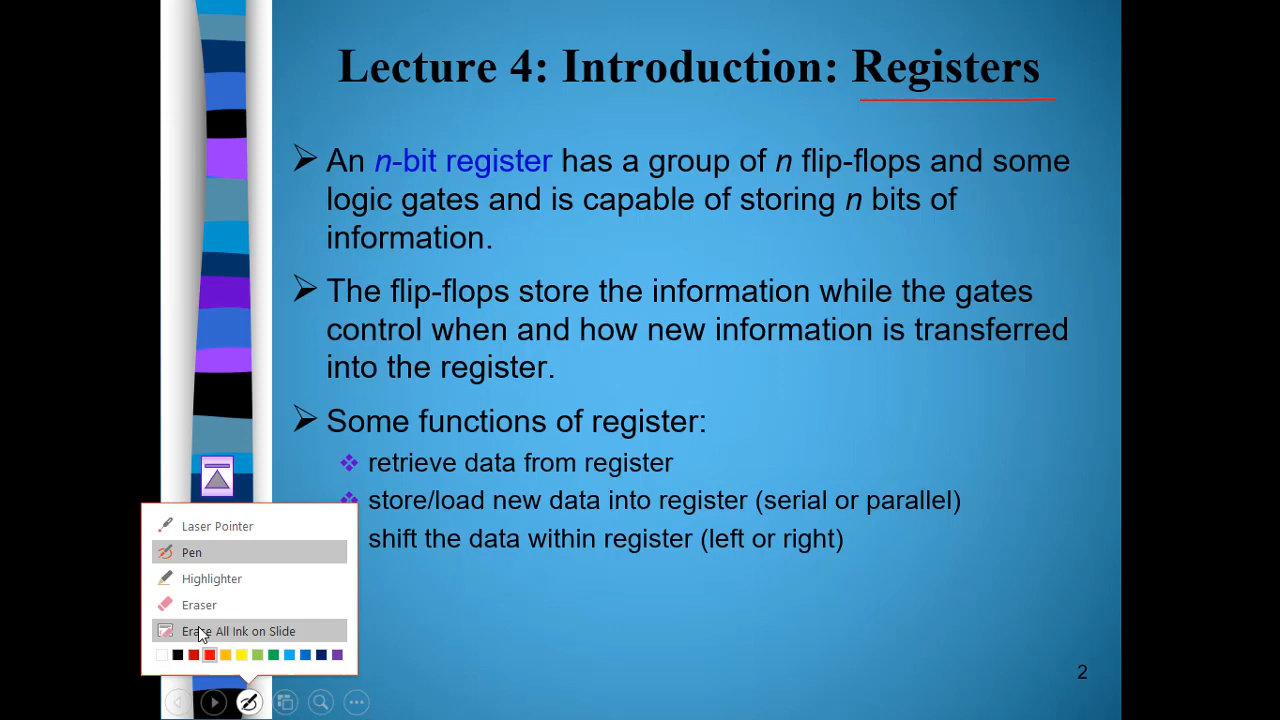 Lecture 4: Introduction: Registers
An n-bit register has a group of n flip-flops and some
logic gates and is capable of storing n bits of
information.
The flip-flops store the information while the gates
control when and how new information is transferred
into the register.
Some functions of register:
retrieve data from register
store/load new data into register (serial or parallel)
shift the data within register (left or right)
Laser Pointer
Pen
Highlighter
Eraser
Erase All Ink on Slide
2